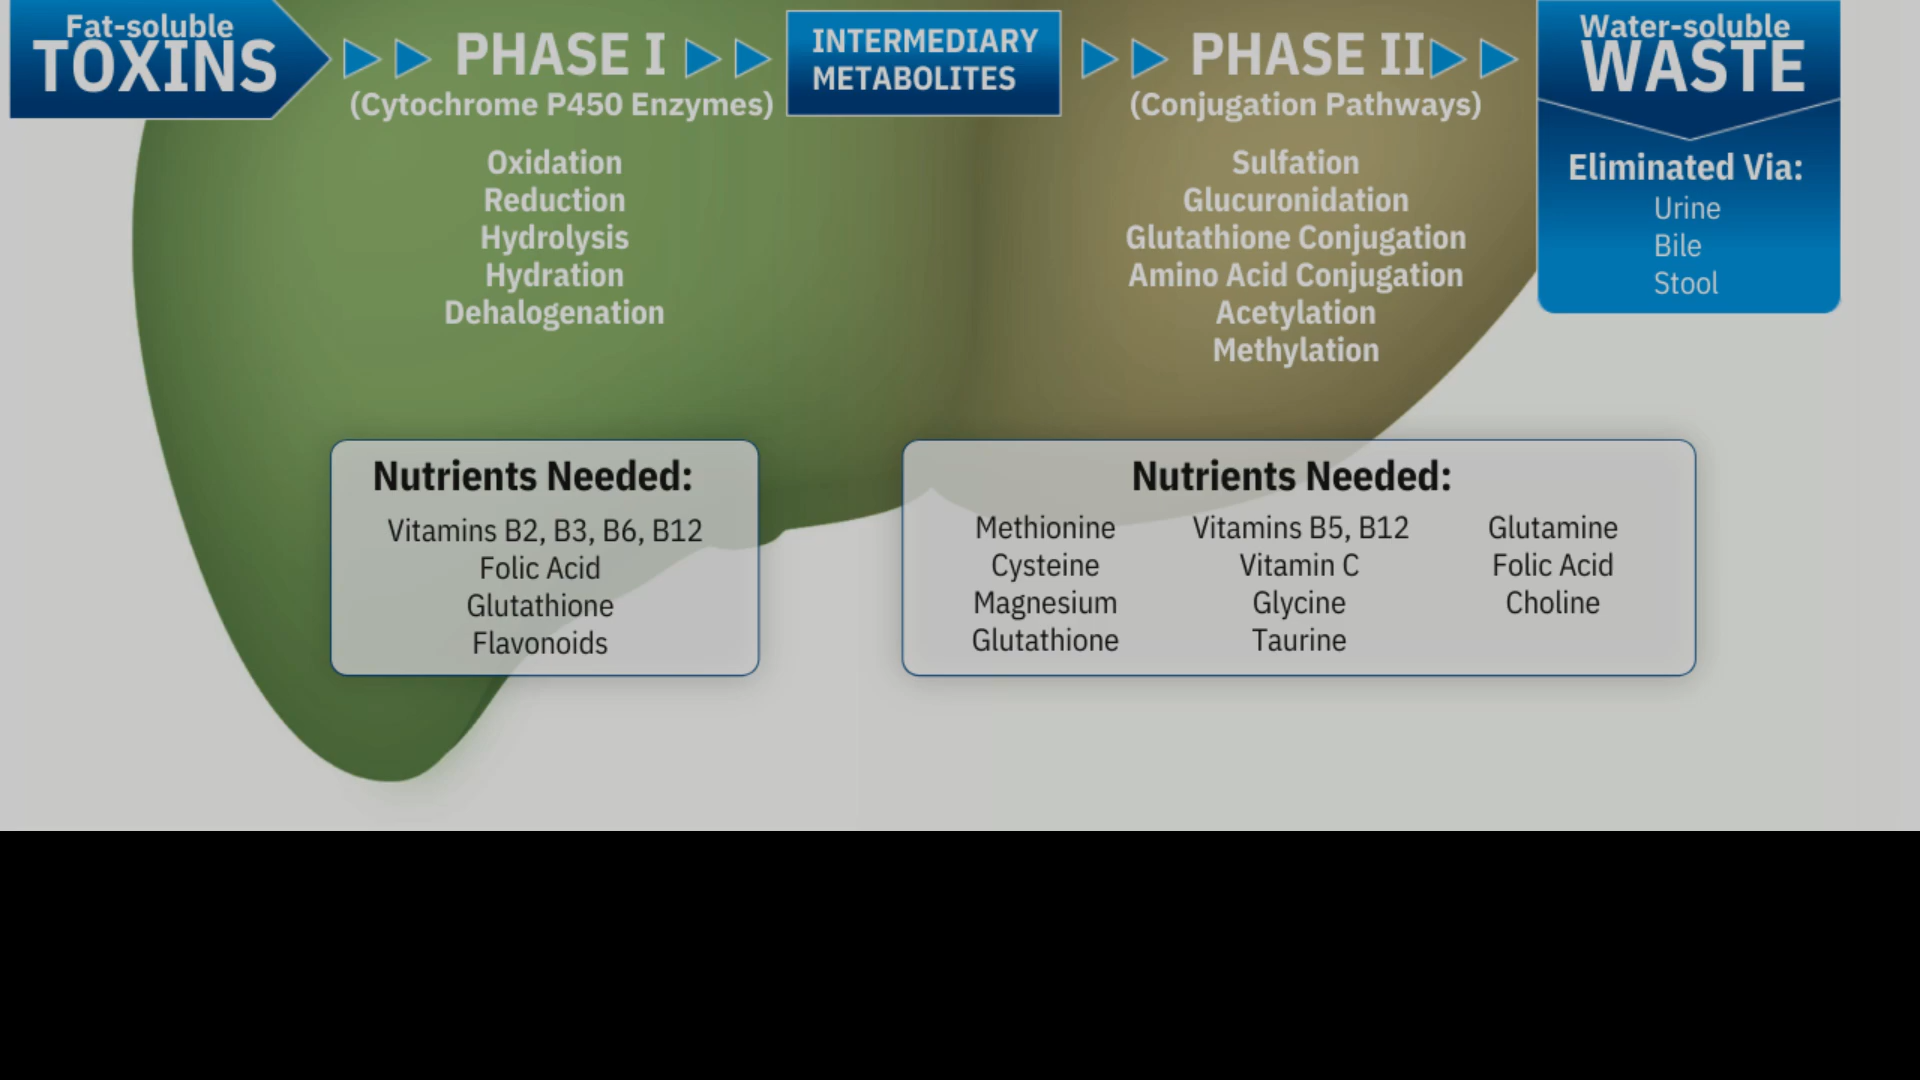 Fat-soluble
TOXINS
PHASE I
(Cytochrome P450 Enzymes)
Oxidation
Reduction
Hydrolysis
Hydration
Dehalogenation
Nutrients Needed:
Vitamins B2, B3, B6, B12
Folic Acid
Glutathione
Flavonoids
INTERMEDIARY
METABOLITES
PHASE II
(Conjugation Pathways)
Sulfation
Glucuronidation
Glutathione Conjugation
Amino Acid Conjugation
Acetylation
Methylation
Nutrients Needed:
Methionine
Cysteine
Magnesium
Glutathione
Vitamins B5, B12
Vitamin C
Glycine
Taurine
Glutamine
Folic Acid
Choline
Water-soluble
WASTE
Eliminated Via:
Urine
Bile
Stool